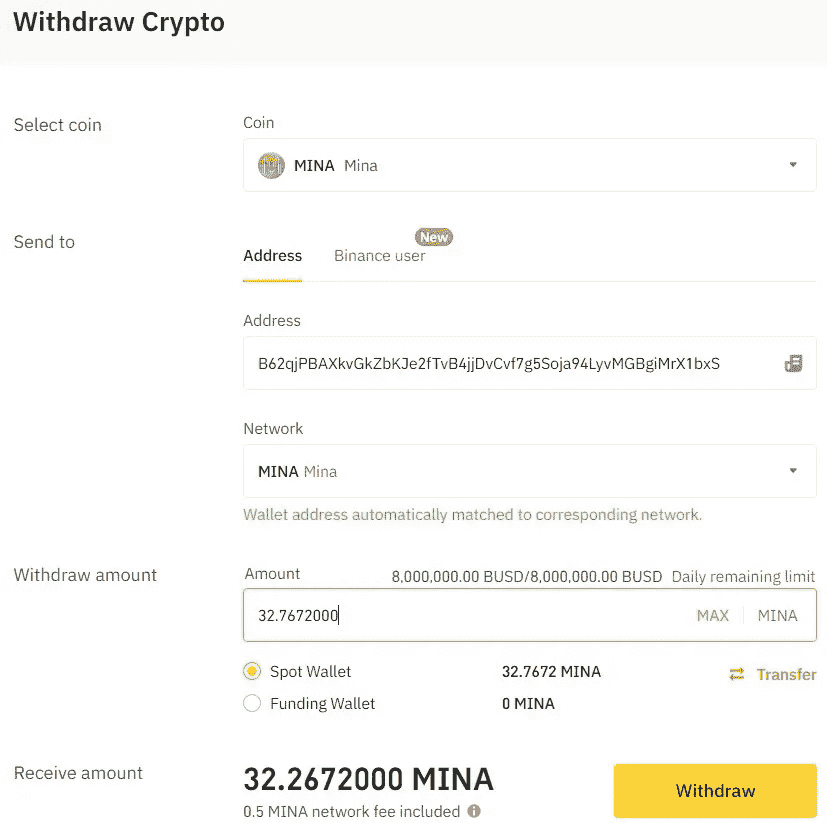 Withdraw Crypto
Select coin
Coin
MINA Mina
Send to
New
Address Binance user
Address
B62qjPBAXkvGkZbKJe2fTvB4jjDvCvf7g5Soja94LyvMGBgiMrX1bxS
Network
MINA Mina
Wallet address automatically matched to corresponding network.
Withdraw amount
Amount 8,000,000.00 BUSD/8,000,000.00 BUSD Daily remaining limit
32.7672000 MAX MINA
Spot Wallet 32.7672 MINA Transfer
Funding Wallet 0 MINA
Receive amount
32.2672000 MINA
Withdraw
0.5 MINA network fee included